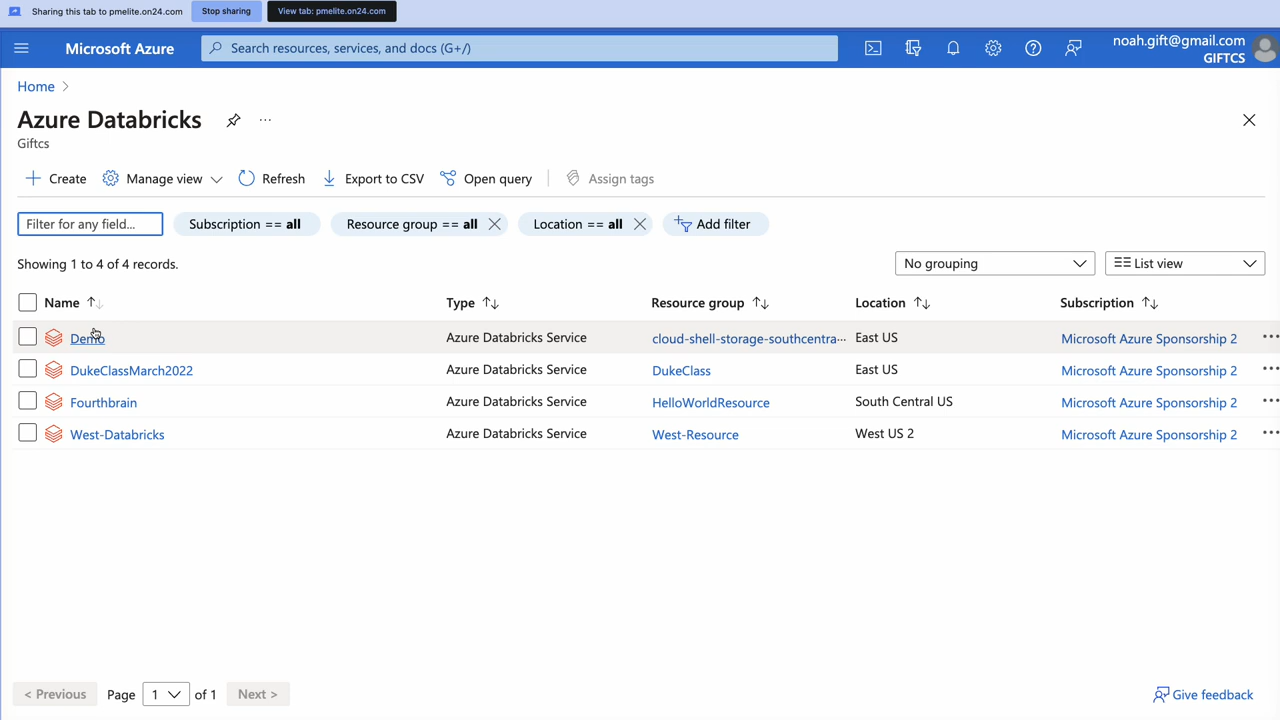 Sharing this tab to pmelite.on24.com Stop sharing View tab: pmelite.on24.com
Microsoft Azure Search resources, services, and docs (G+/) noah.gift@gmail.com
GIFTCS
Home >
Azure Databricks ...
Giftcs
+ Create Manage view Refresh Export to CSV Open query Assign tags
Filter for any field... Subscription == all Resource group == all Location == all Add filter
Showing 1 to 4 of 4 records. No grouping List view
Name Type Resource group Location Subscription
Demo Azure Databricks Service cloud-shell-storage-southcentra... East US Microsoft Azure Sponsorship 2 ...
DukeClassMarch2022 Azure Databricks Service DukeClass East US Microsoft Azure Sponsorship 2 ...
Fourthbrain Azure Databricks Service HelloWorldResource South Central US Microsoft Azure Sponsorship 2 ...
West-Databricks Azure Databricks Service West-Resource West US 2 Microsoft Azure Sponsorship 2 ...
< Previous Page 1 of 1 Next > Give feedback